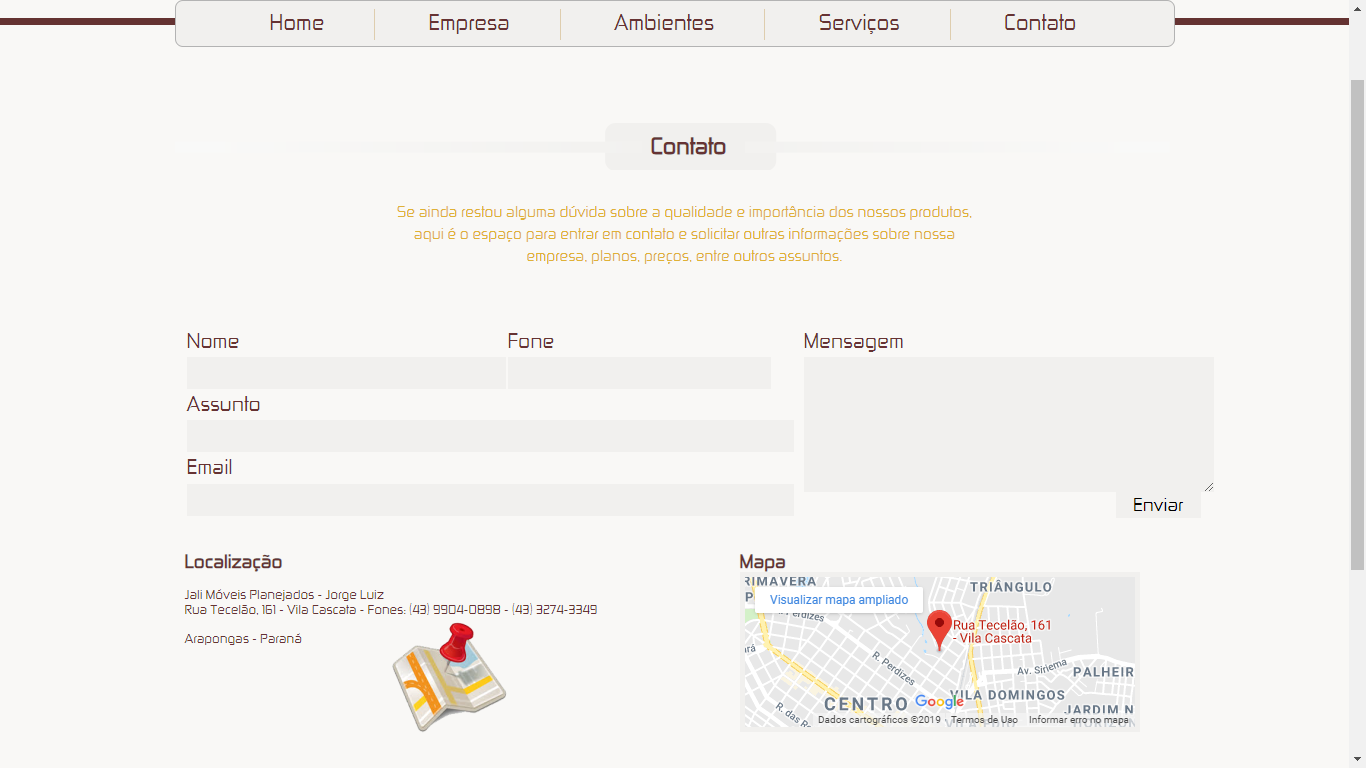 Home Empresa Ambientes Serviços Contato
Contato
Se ainda restou alguma dúvida sobre a qualidade e importância dos nossos produtos,
aqui é o espaço para entrar em contato e solicitar outras informações sobre nossa
empresa, planos, preços, entre outros assuntos.
Nome Fone
Assunto
Email
Mensagem
Enviar
Localização
Jali Móveis Planejados - Jorge Luiz
Rua Tecelão, 161 - Vila Cascata - Fones: (43) 9904-0898 - (43) 3274-3349
Arapongas - Paraná
Mapa
RIMAVERA
TRIÂNGULO
Visualizar mapa ampliado
Perdizes
Rua Tecelão, 161
- Vila Cascata
R. Perdizes
Av. Siriema
PALHEIR
VILA DOMINGOS
CENTRO
Google
JARDIM N
R. das Ro
Dados cartográficos ©2019 Termos de Uso Informar erro no mapa